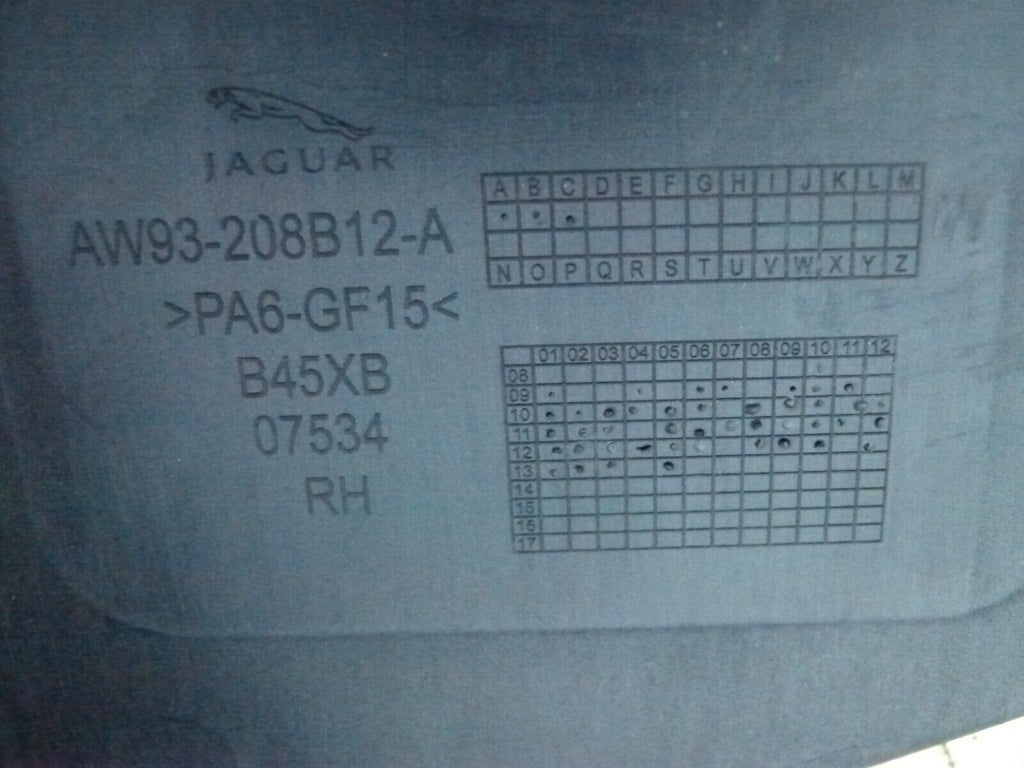 JAGUAR
AW93-208B12-A
>PA6-GF15<
B45XB
07534
RH
A B C D E F G H I J K L M
N O P Q R S T U V W X Y Z
01 02 03 04 05 06 07 08 09 10 11 12
08
09
10
11
12
13
14
15
16
17